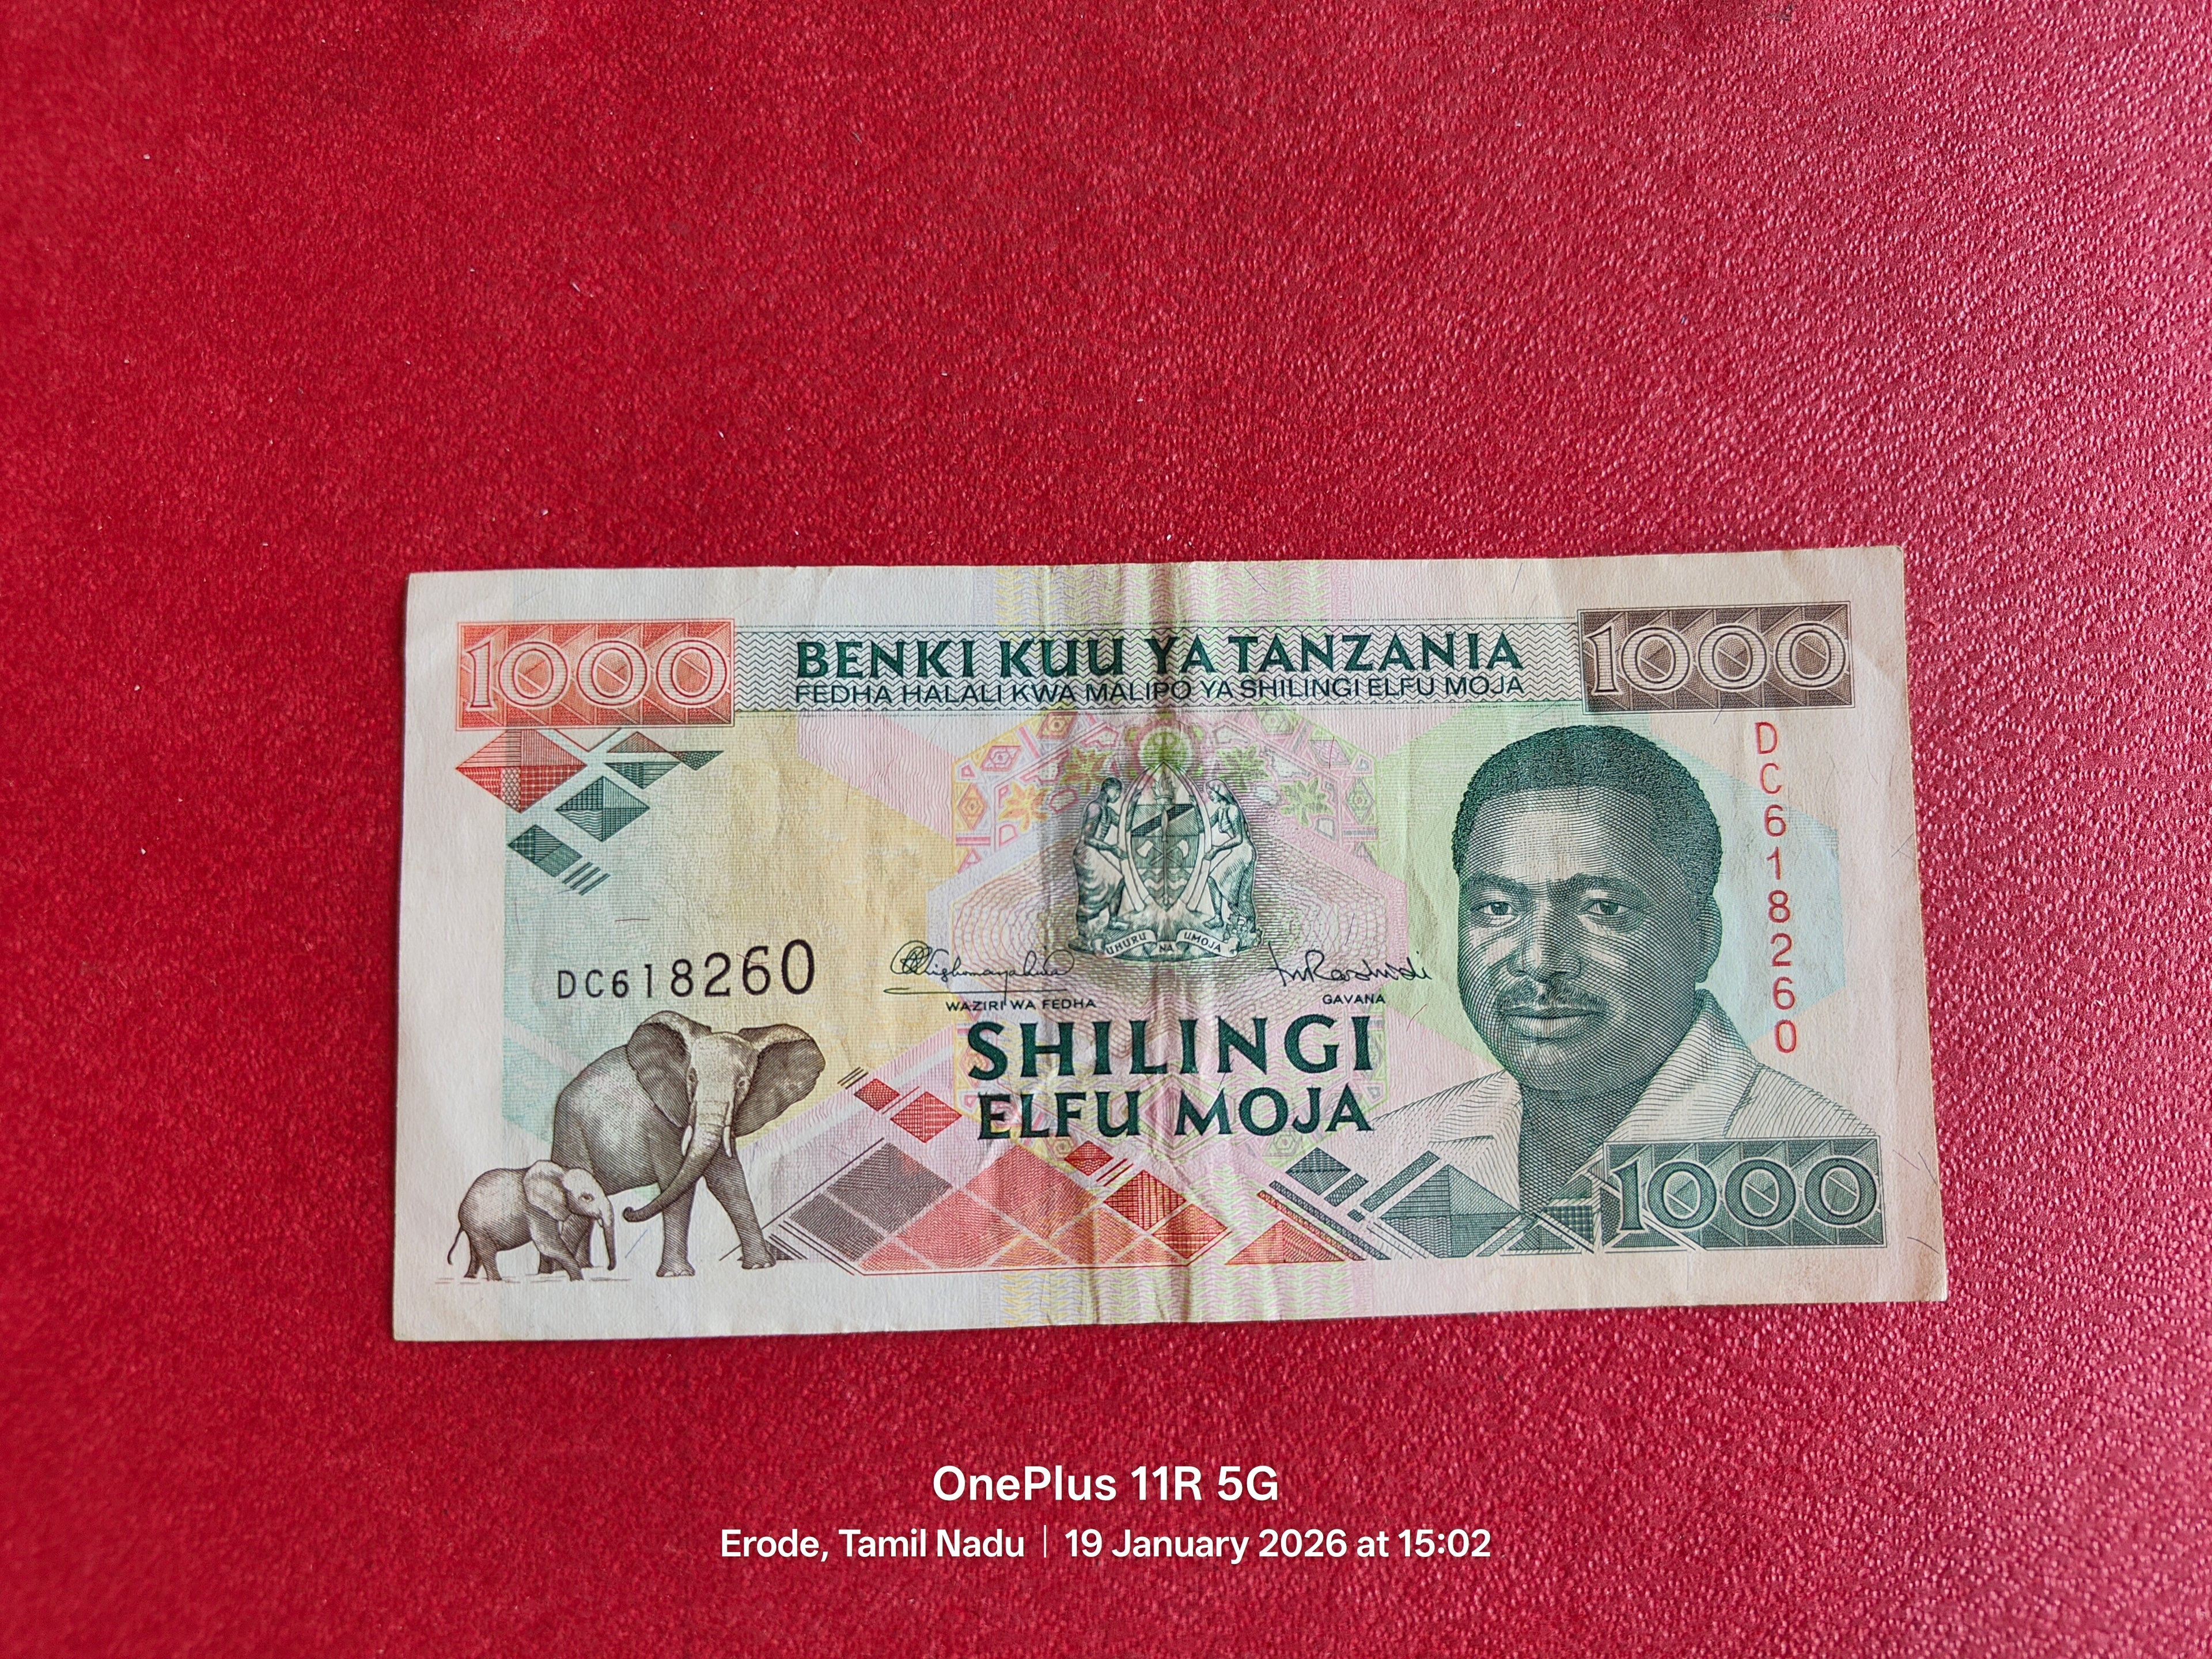 1000
BENKI KUU YA TANZANIA
1000
FEDHA HALALI KWA MALIPO YA SHILINGI ELFU MOJA
DC618260
UHURU NA UMOJA
DC618260
WAZIRI WA FEDHA
GAVANA
SHILINGI
ELFU MOJA
1000
OnePlus 11R 5G
Erode, Tamil Nadu | 19 January 2026 at 15:02